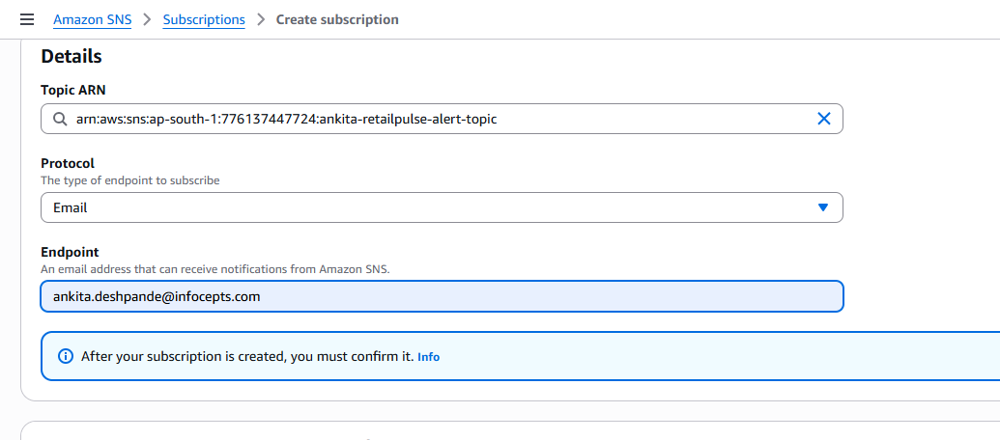 Amazon SNS > Subscriptions > Create subscription
Details
Topic ARN
arn:aws:sns:ap-south-1:776137447724:ankita-retailpulse-alert-topic
Protocol
The type of endpoint to subscribe
Email
Endpoint
An email address that can receive notifications from Amazon SNS.
ankita.deshpande@infocepts.com
After your subscription is created, you must confirm it. Info